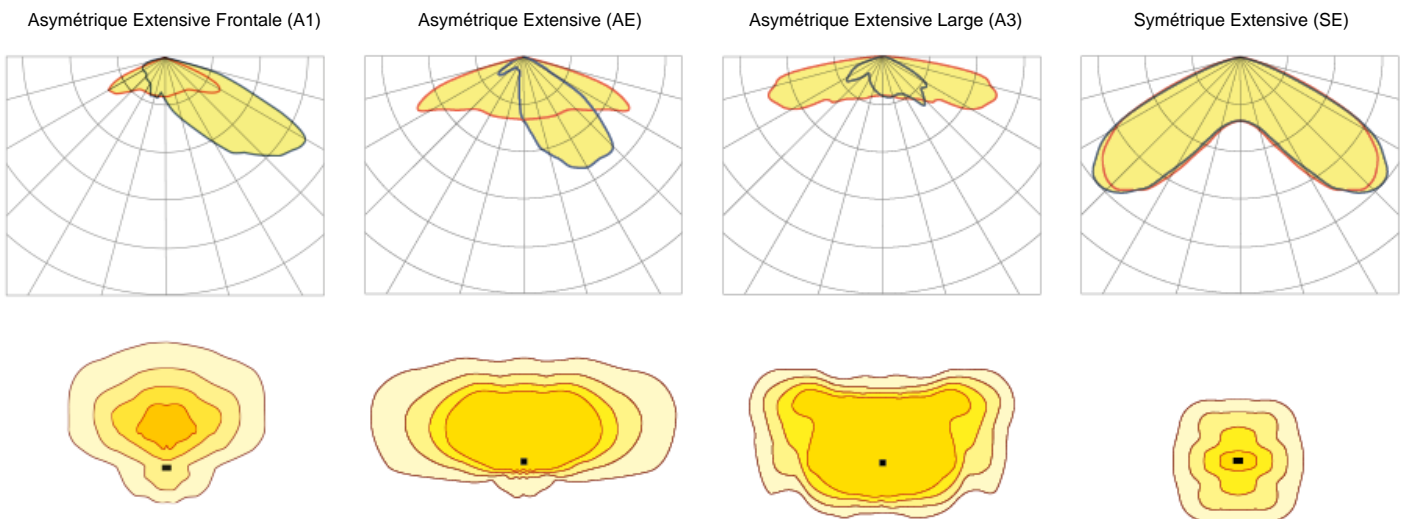 Asymétrique Extensive Frontale (A1)
Asymétrique Extensive (AE)
Asymétrique Extensive Large (A3)
Symétrique Extensive (SE)